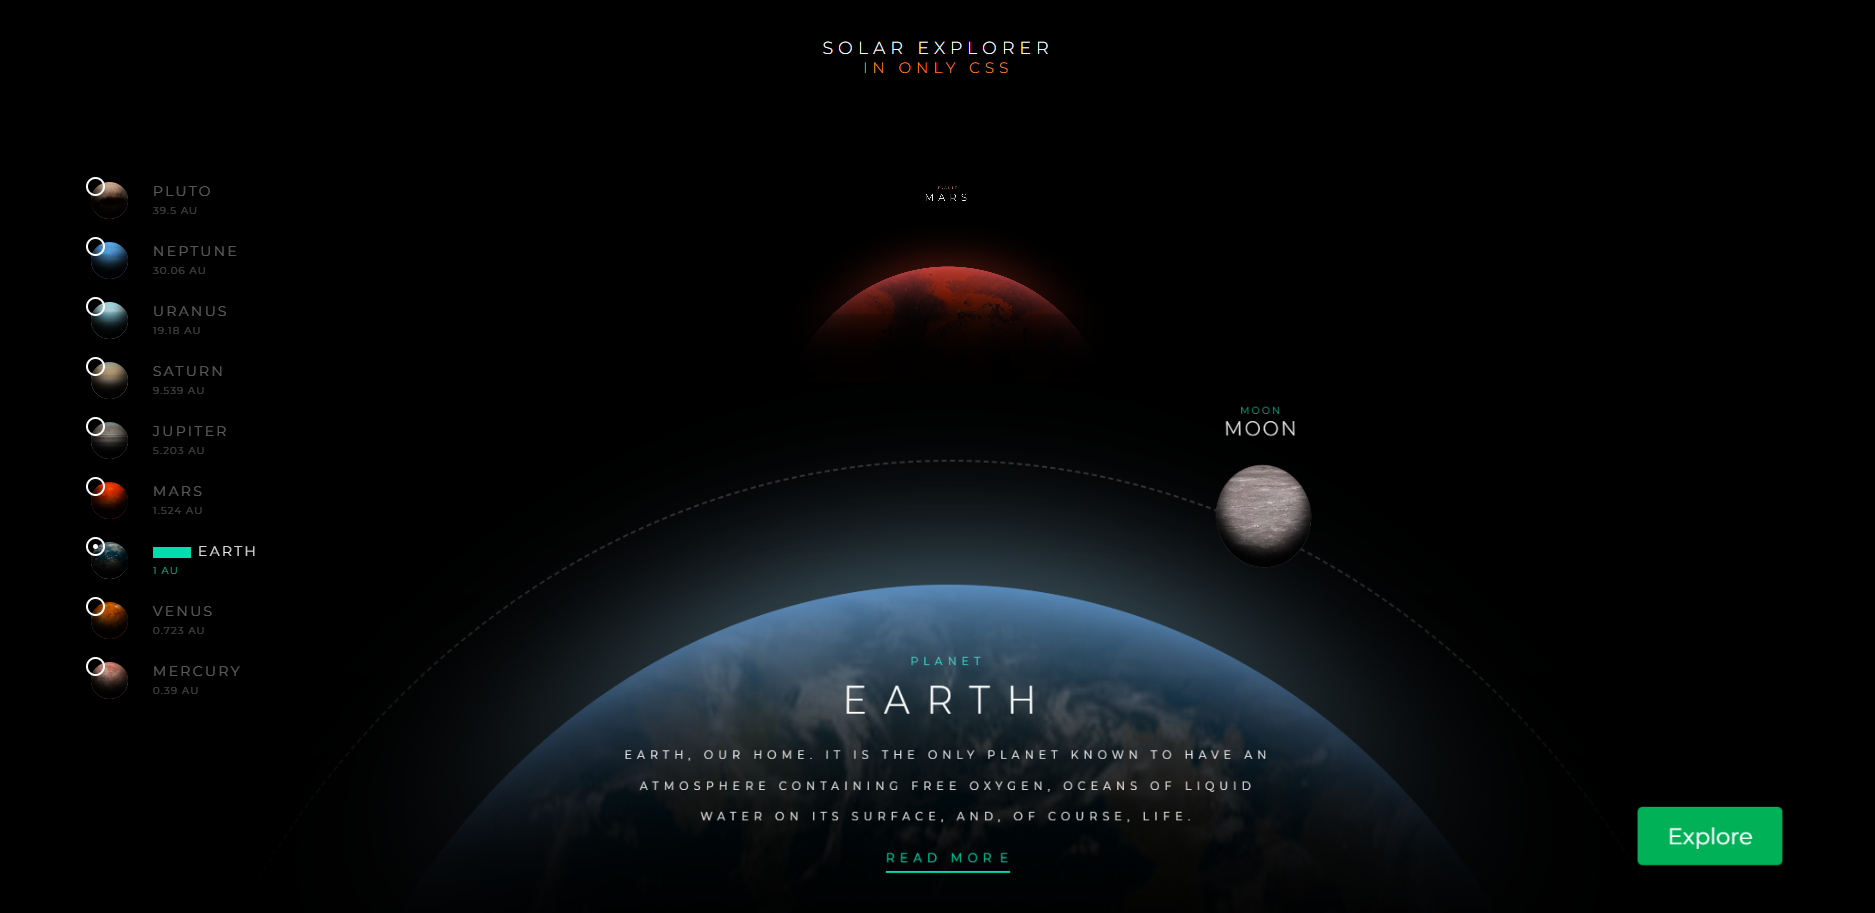 SOLAR EXPLORER
IN ONLY CSS
PLUTO
39.5 AU
NEPTUNE
30.06 AU
URANUS
19.18 AU
SATURN
9.539 AU
JUPITER
5.203 AU
MARS
1.524 AU
EARTH
1 AU
VENUS
0.723 AU
MERCURY
0.39 AU
MARS
MOON
MOON
PLANET
EARTH
EARTH, OUR HOME. IT IS THE ONLY PLANET KNOWN TO HAVE AN
ATMOSPHERE CONTAINING FREE OXYGEN, OCEANS OF LIQUID
WATER ON ITS SURFACE, AND, OF COURSE, LIFE.
READ MORE
Explore